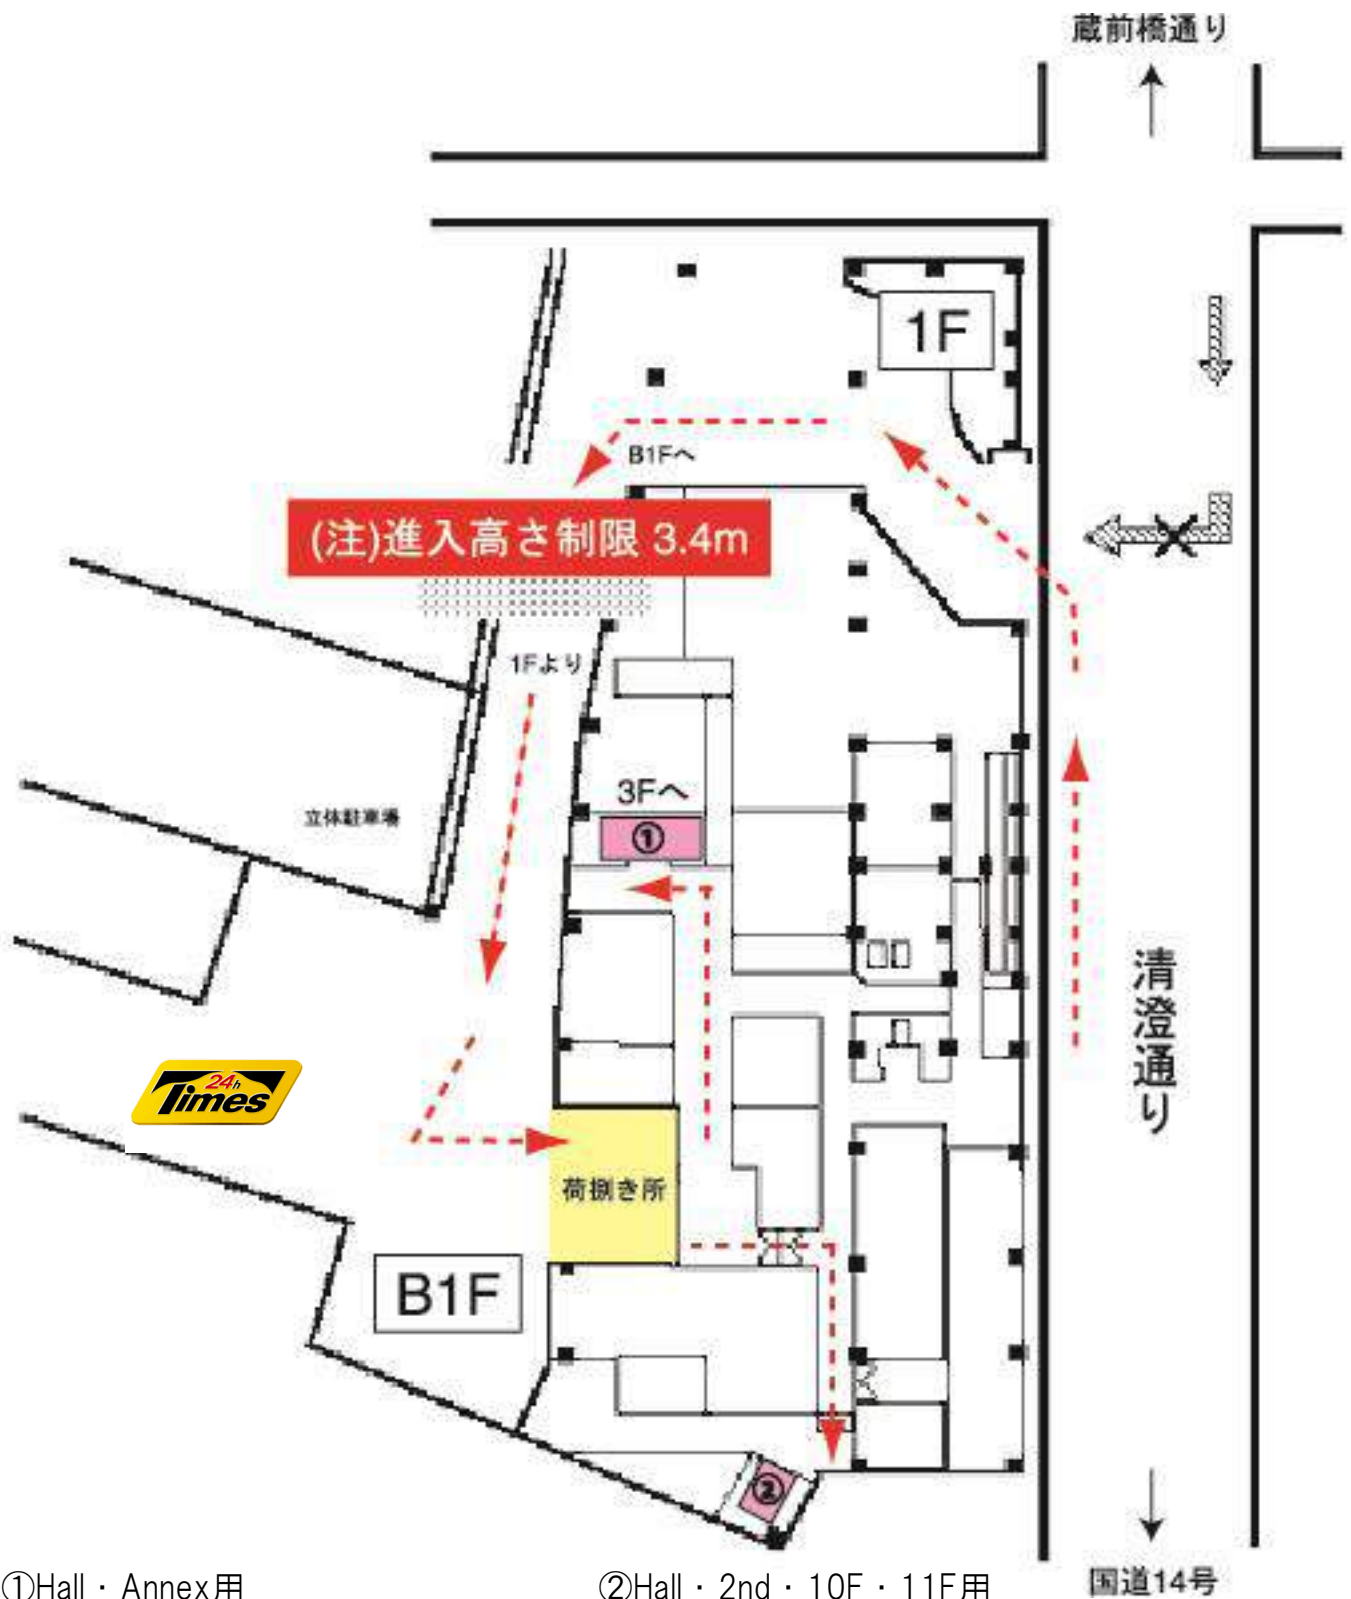 蔵前橋通り
1F
B1Fへ
(注)進入高さ制限 3.4m
1Fより
3Fへ
立体駐車場
①
清澄通り
24h
Times
荷捌き所
B1F
②
①Hall・Annex用
②Hall・2nd・10F・11F用
国道14号